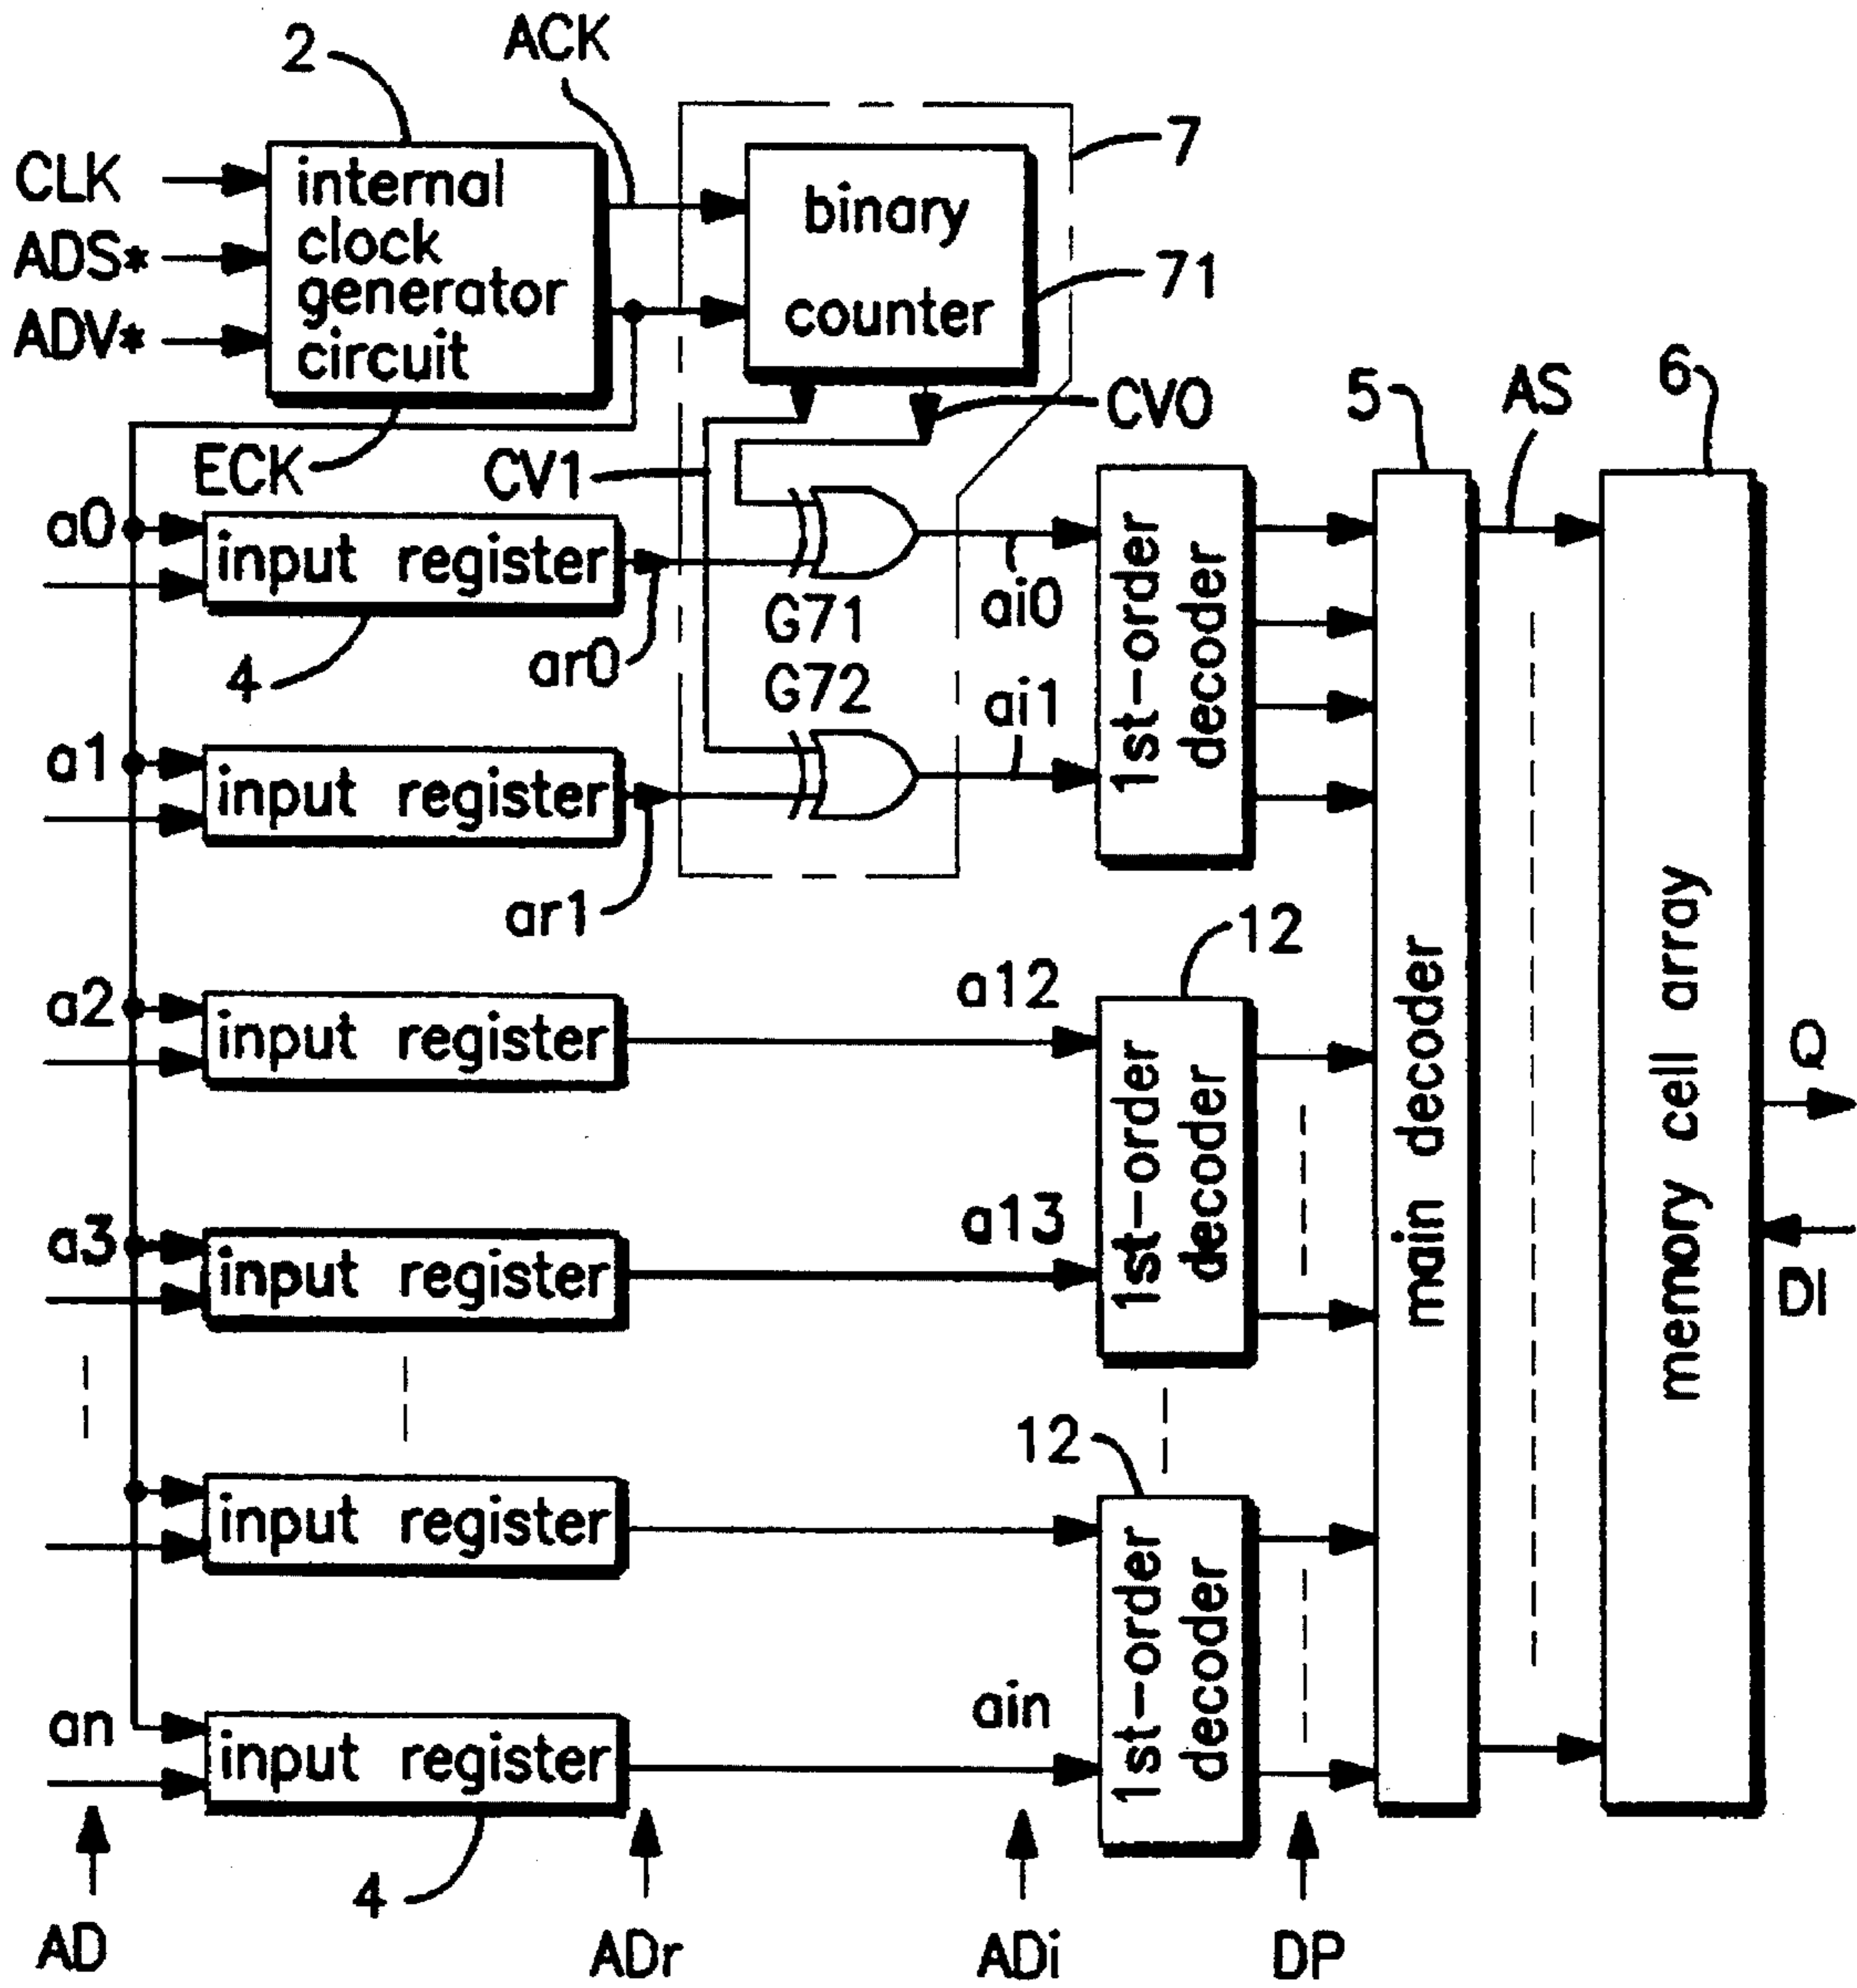 2
ACK
7
CLK
ADS*
ADV*
internal
clock
generator
circuit
binary
counter
71
ECK
CV1
CV0
5
AS
6
a0
input register
4
ar0
G71
G72
ai0
ai1
1st-order
decoder
a1
input register
ar1
a2
input register
a12
12
1st-order
decoder
main decoder
memory cell array
Q
DI
a3
input register
a13
12
input register
1st-order
decoder
an
input register
ain
4
AD
ADr
ADi
DP